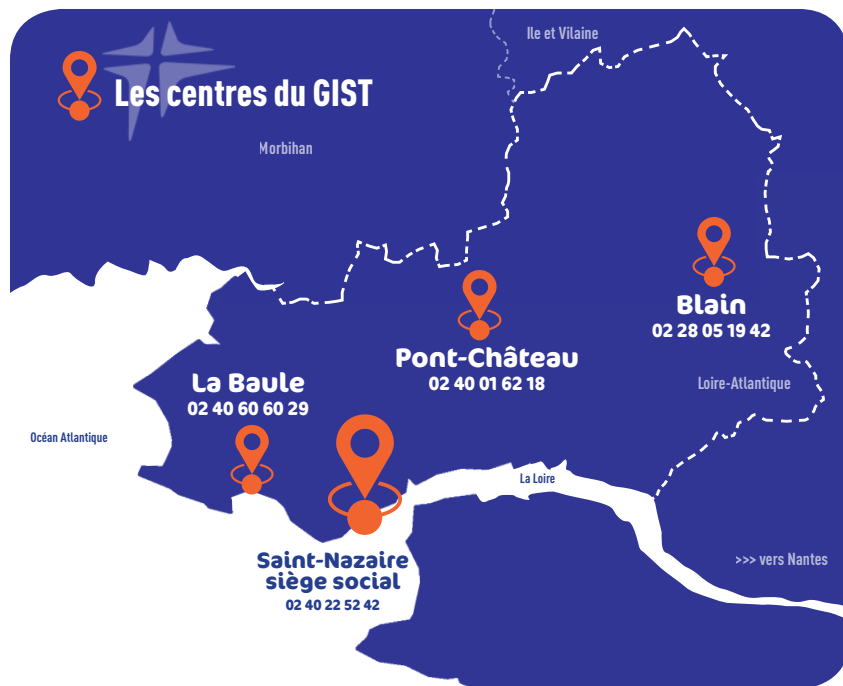 Ile et Vilaine
Les centres du GIST
Morbihan
Blain
02 28 05 19 42
Pont-Château
02 40 01 62 18
La Baule
02 40 60 60 29
Loire-Atlantique
Océan Atlantique
La Loire
Saint-Nazaire
siège social
02 40 22 52 42
>>> vers Nantes